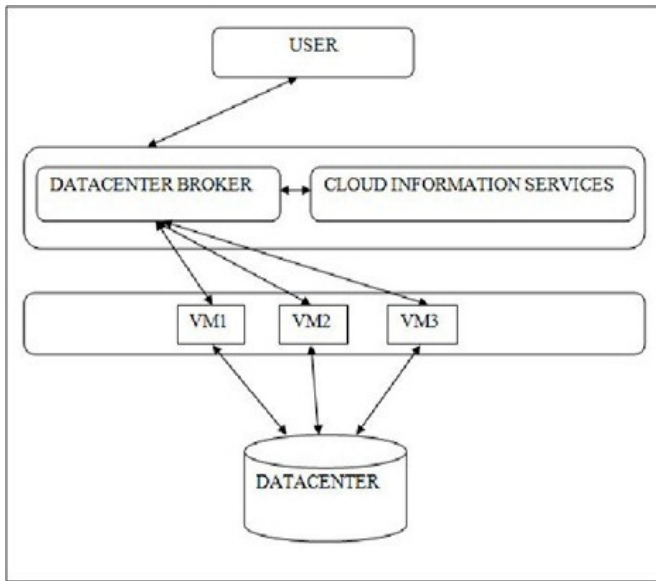 USER
DATACENTER BROKER
CLOUD INFORMATION SERVICES
VM1
VM2
VM3
DATACENTER